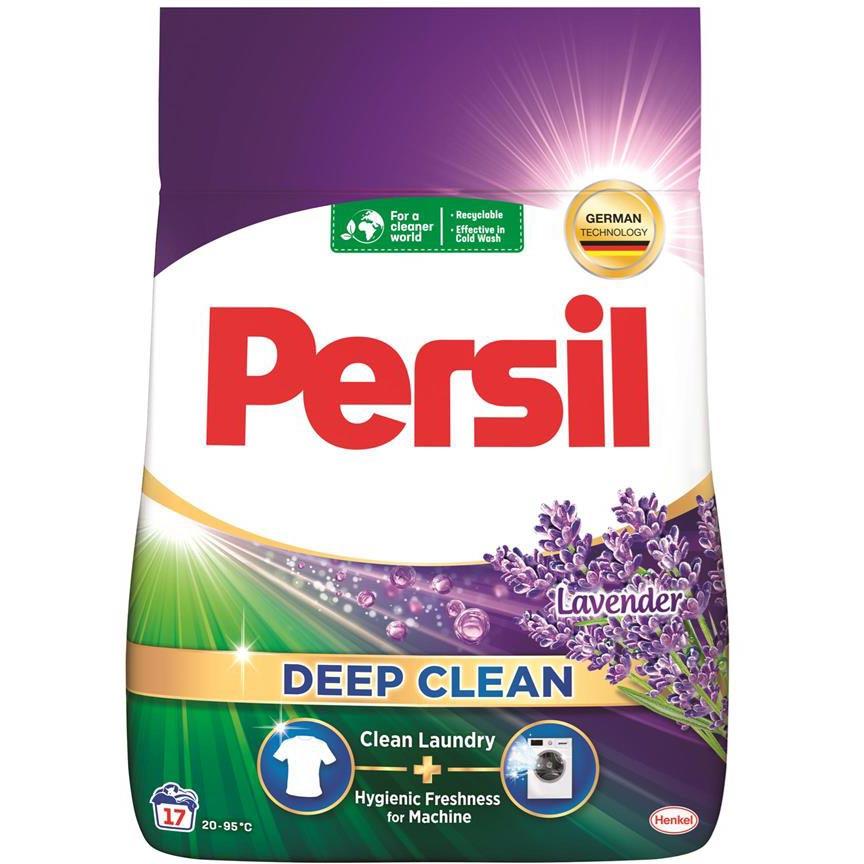 For a
cleaner
world
• Recyclable
• Effective in
Cold Wash
GERMAN
TECHNOLOGY
Persil
Lavender
DEEP CLEAN
Clean Laundry
+
Hygienic Freshness
for Machine
17
20-95°C
Henkel